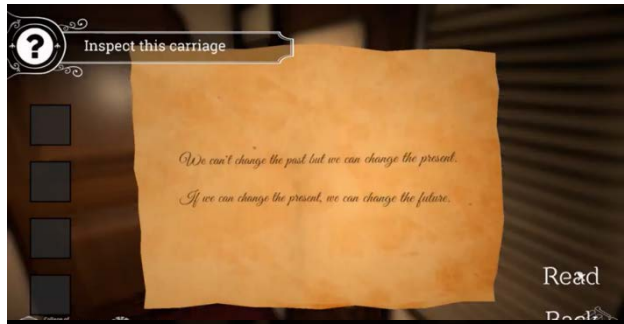 Inspect this carriage
We can't change the past but we can change the present.
If we can change the present, we can change the future.
Read
Back